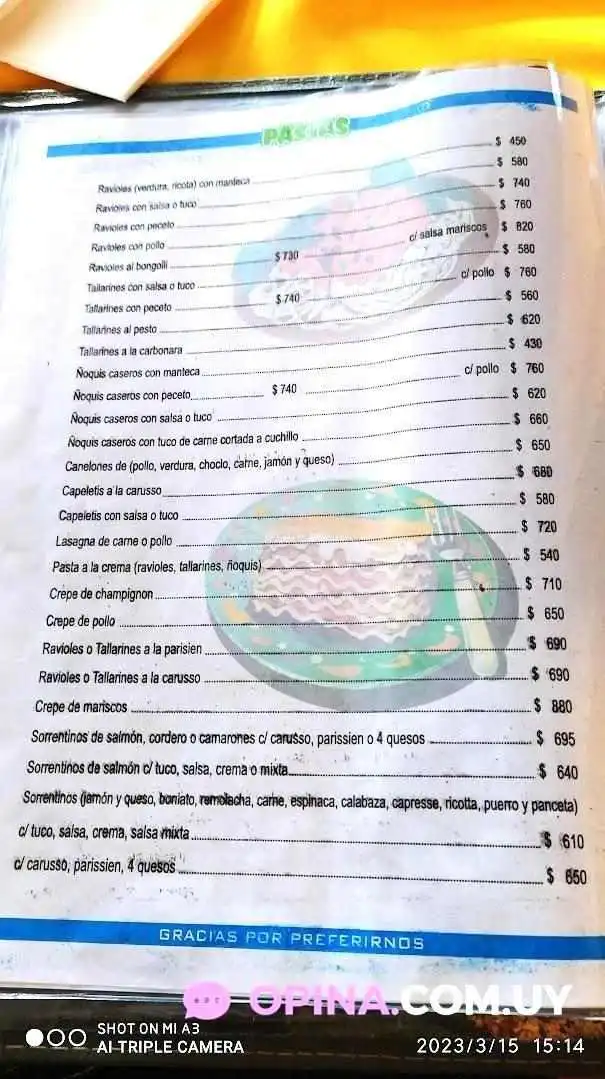 PASTAS
Ravioles (verdura, ricota) con manteca $ 450
Ravioles con salsa o tuco $ 580
Ravioles con peceto $ 740
Ravioles con pollo $ 760
Ravioles al bongolli $ 730 c/ salsa mariscos $ 820
Tallarines con salsa o tuco $ 580
Tallarines con peceto $ 740 c/ pollo $ 760
Tallarines al pesto $ 560
Tallarines a la carbonara $ 620
Ñoquis caseros con manteca $ 430
Ñoquis caseros con peceto $ 740 c/ pollo $ 760
Ñoquis caseros con salsa o tuco $ 620
Ñoquis caseros con tuco de carne cortada a cuchillo $ 660
Canelones de (pollo, verdura, choclo, carne, jamón y queso) $ 650
Capeletis a la carusso $ 680
Capeletis con salsa o tuco $ 580
Lasagna de carne o pollo $ 720
Pasta a la crema (ravioles, tallarines, ñoquis) $ 540
Crepe de champignon $ 710
Crepe de pollo $ 650
Ravioles o Tallarines a la parisien $ 690
Ravioles o Tallarines a la carusso $ 690
Crepe de mariscos $ 880
Sorrentinos de salmón, cordero o camarones c/ carusso, parissien o 4 quesos $ 695
Sorrentinos de salmón c/ tuco, salsa, crema o mixta $ 640
Sorrentinos (jamón y queso, boniato, remolacha, carne, espinaca, calabaza, capresse, ricotta, puerro y panceta)
c/ tuco, salsa, crema, salsa mixta $ 610
c/ carusso, parissien, 4 quesos $ 650
GRACIAS POR PREFERIRNOS
OPINA.COM.UY
SHOT ON MI A3
AI TRIPLE CAMERA
2023/3/15 15:14